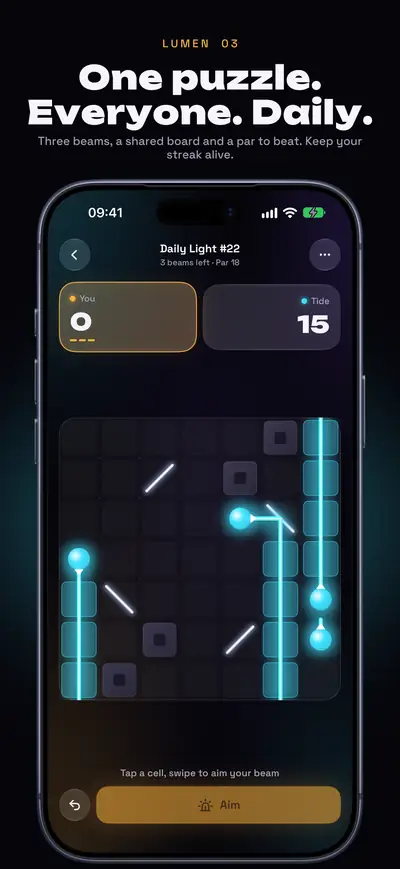 LUMEN 03
One puzzle.
Everyone. Daily.
Three beams, a shared board and a par to beat. Keep your
streak alive.
09:41
Daily Light #22
3 beams left · Par 18
You
0
Tide
15
Tap a cell, swipe to aim your beam
Aim